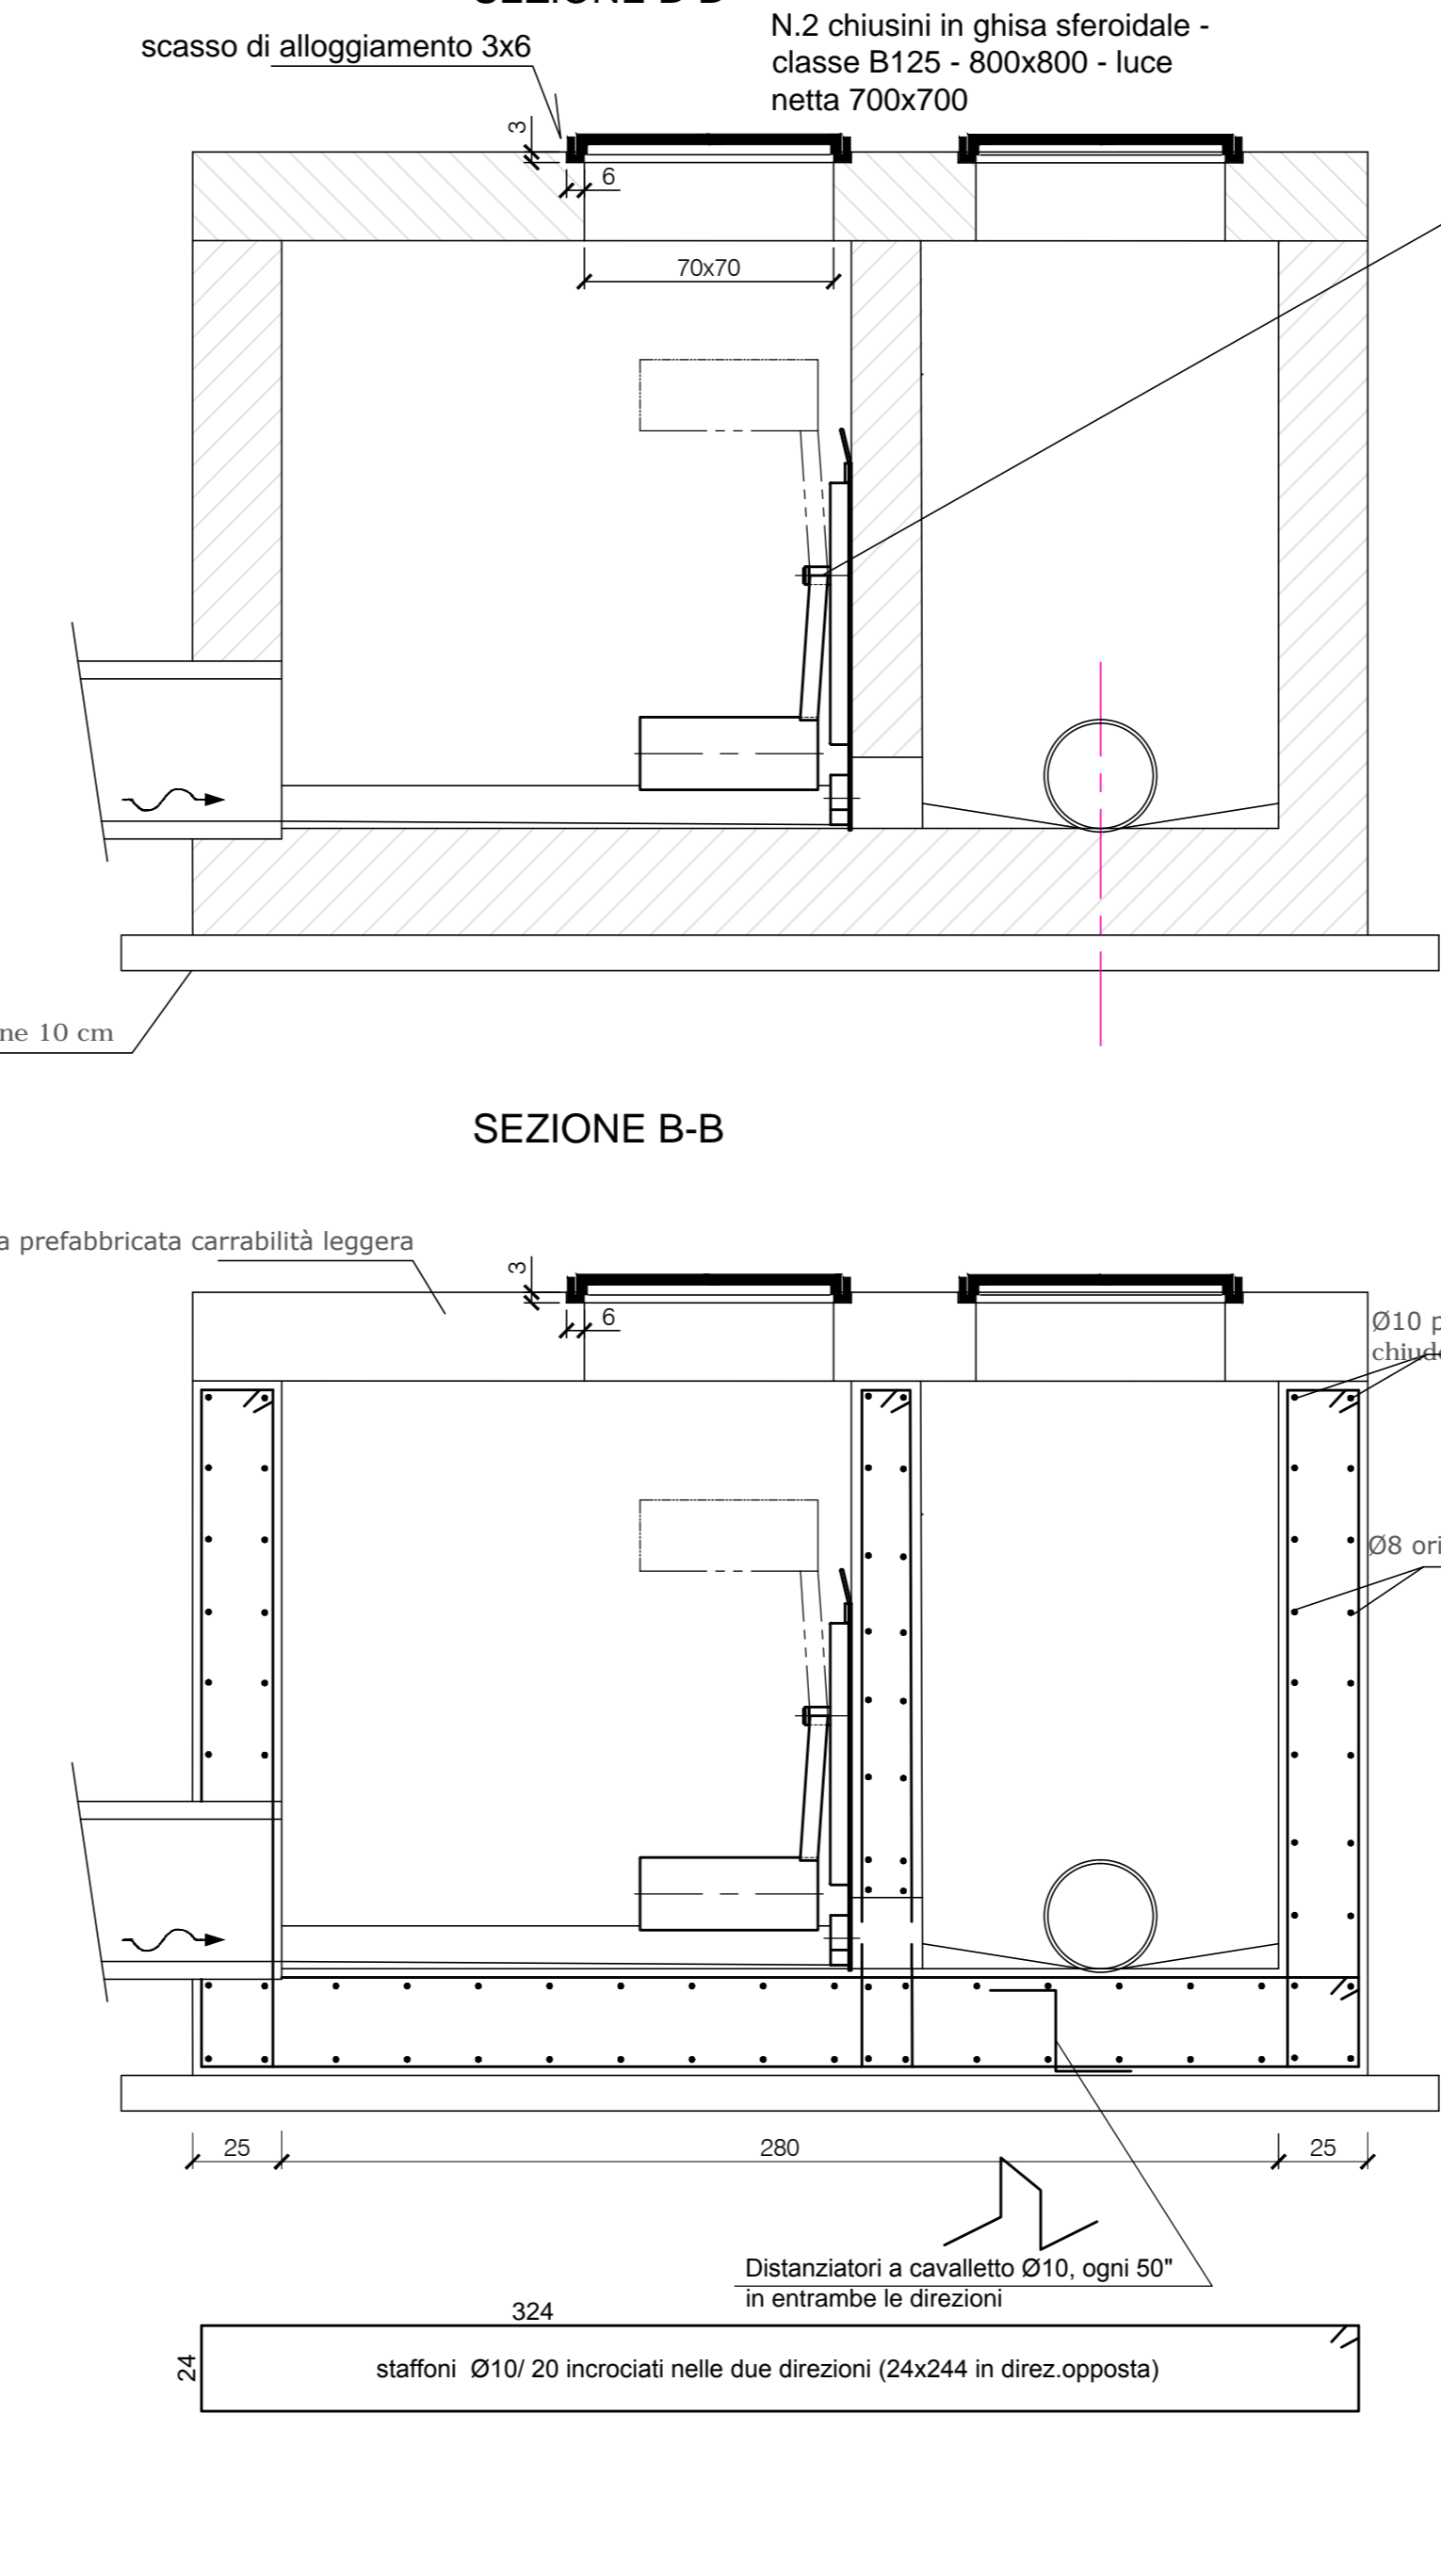 scasso di alloggiamento 3x6
N.2 chiusini in ghisa sferoidale -
classe B125 - 800x800 - luce
netta 700x700
3
6
70x70
10 cm
SEZIONE B-B
prefabbricata carrabilità leggera
3
6
Ø10
Ø8
25
280
25
Distanziatori a cavalletto Ø10, ogni 50"
in entrambe le direzioni
324
24
staffoni Ø10/ 20 incrociati nelle due direzioni (24x244 in direz.opposta)